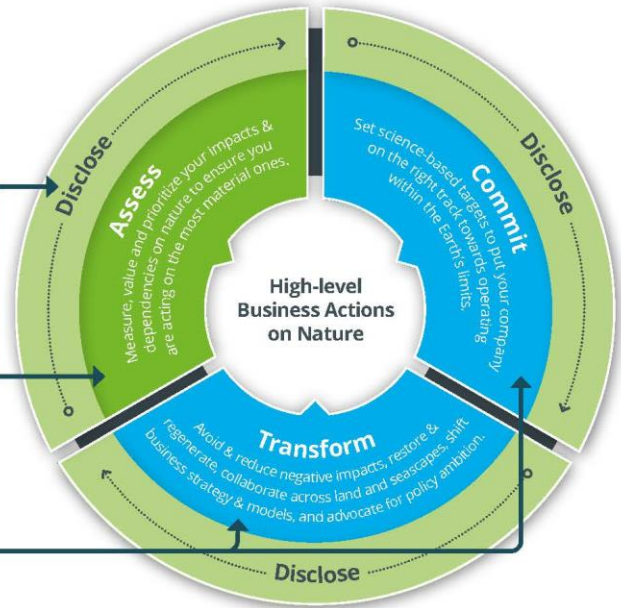 Disclose
Assess
Measure, value and prioritize your impacts &
dependencies on nature to ensure you
are acting on the most material ones.
Disclose
Commit
Set science-based targets to put your company
on the right track towards operating
within the Earth's limits.
High-level
Business Actions
on Nature
Transform
Avoid & reduce negative impacts, restore &
regenerate, collaborate across land and seascapes, shift
business strategy & models, and advocate for policy ambition.
Disclose